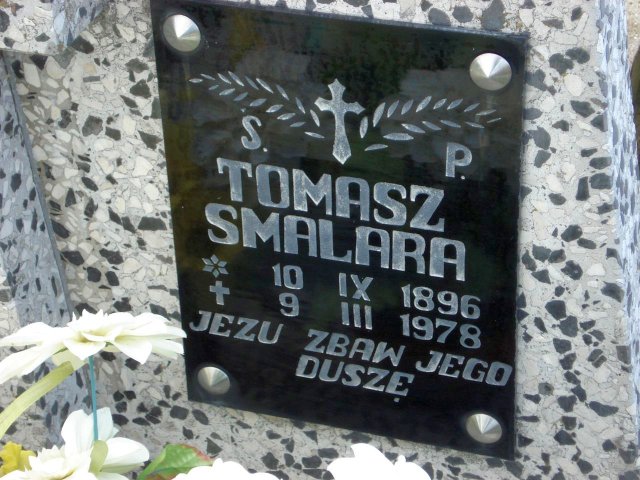 S. P.
TOMASZ
SMALARA
10 IX 1896
9 III 1978
JEZU ZBAW JEGO
DUSZĘ